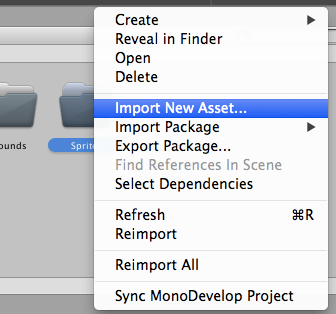 Create
Reveal in Finder
Open
Delete
Import New Asset...
ounds
Sprit
Import Package
Export Package...
Find References In Scene
Select Dependencies
Refresh ⌘R
Reimport
Reimport All
Sync MonoDevelop Project